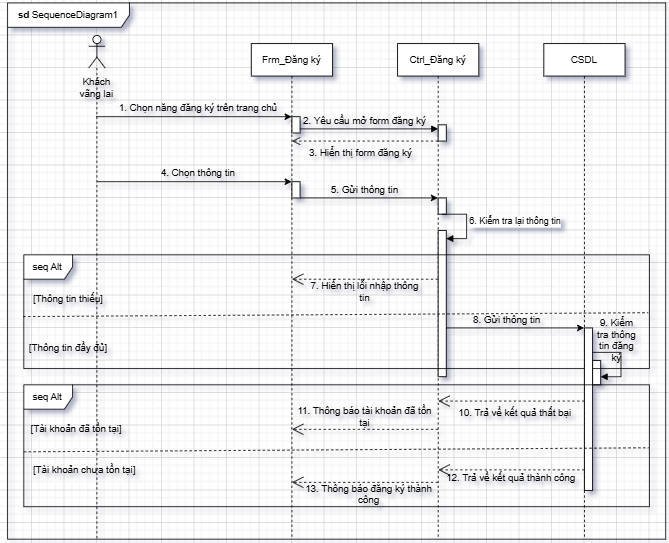 sd SequenceDiagram1
Frm_Đăng ký
Ctrl_Đăng ký
CSDL
Khách
vãng lai
1. Chọn năng đăng ký trên trang chủ
2. Yêu cầu mở form đăng ký
3. Hiển thị form đăng ký
4. Chọn thông tin
5. Gửi thông tin
6. Kiểm tra lại thông tin
seq Alt
7. Hiển thị lỗi nhập thông
tin
[Thông tin thiếu]
8. Gửi thông tin
9. Kiểm
tra thông
tin đăng
ký
[Thông tin đầy đủ]
seq Alt
11. Thông báo tài khoản đã tồn
tại
10. Trả về kết quả thất bại
[Tài khoản đã tồn tại]
[Tài khoản chưa tồn tại]
12. Trả về kết quả thành công
13. Thông báo đăng ký thành
công